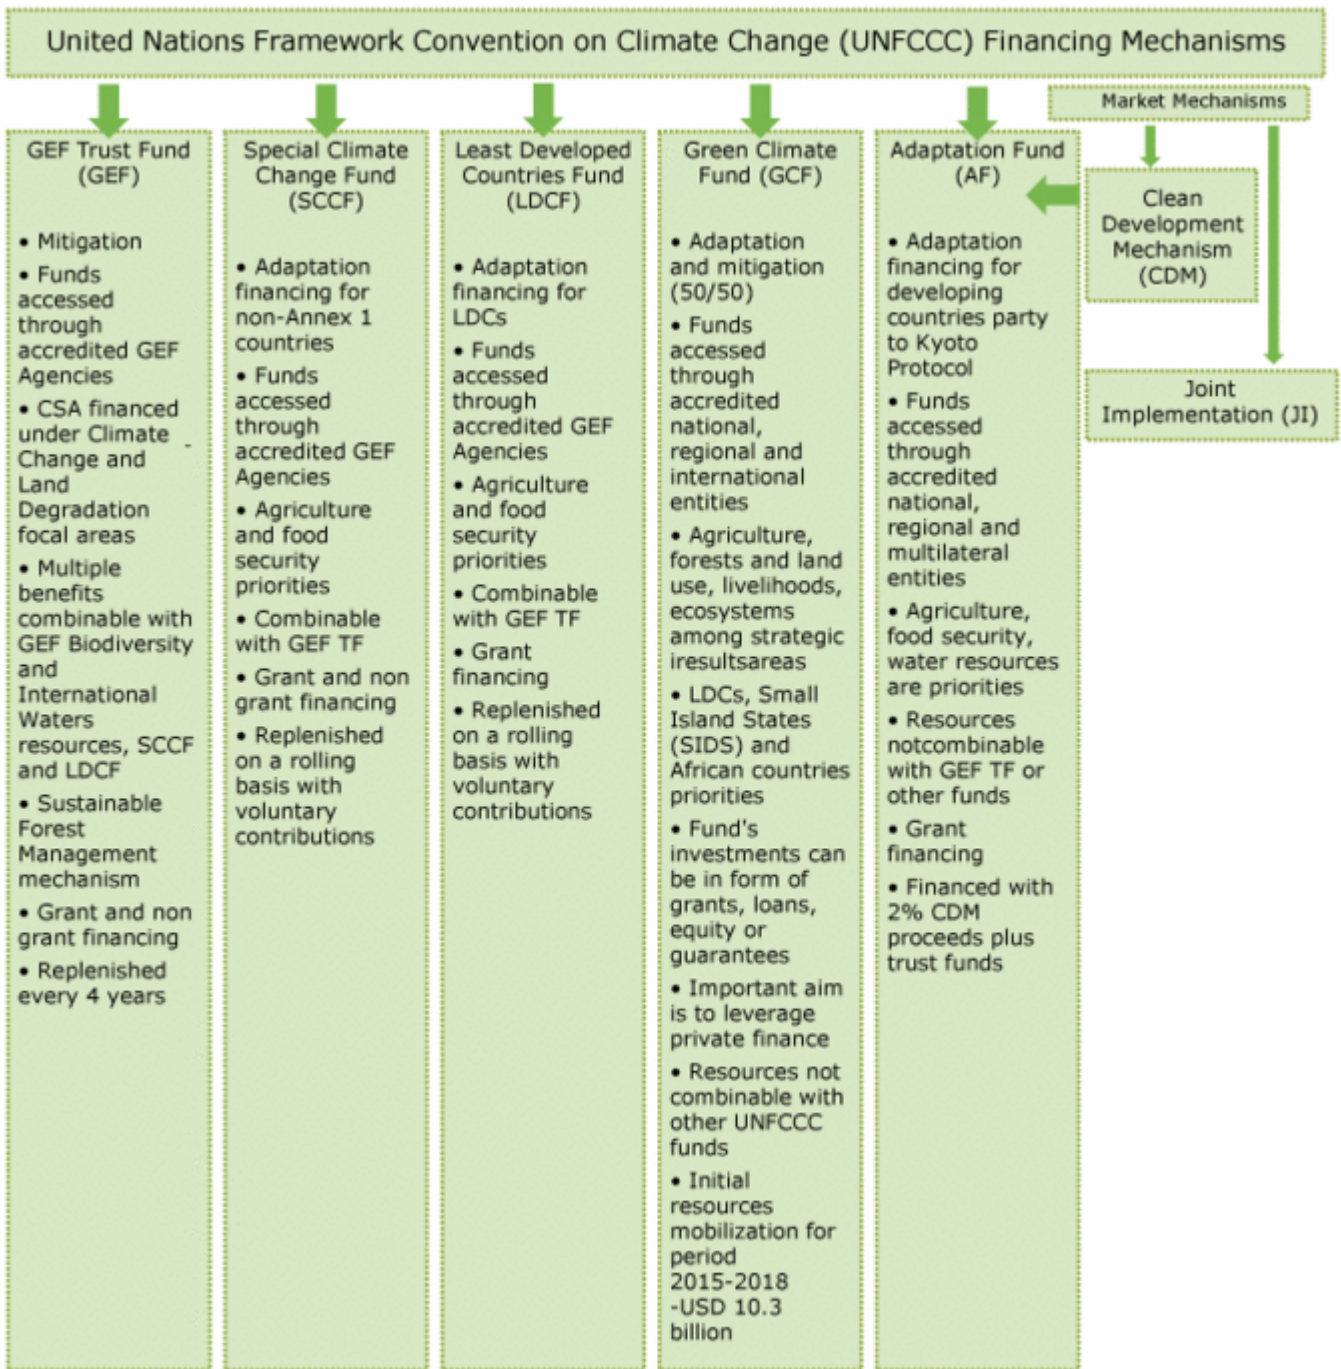 United Nations Framework Convention on Climate Change (UNFCCC) Financing Mechanisms
GEF Trust Fund
(GEF)
• Mitigation
• Funds
accessed
through
accredited GEF
Agencies
• CSA financed
under Climate
Change and
Land
Degradation
focal areas
• Multiple
benefits
combinable with
GEF Biodiversity
and
International
Waters
resources, SCCF
and LDCF
• Sustainable
Forest
Management
mechanism
• Grant and non
grant financing
• Replenished
every 4 years
Special Climate
Change Fund
(SCCF)
• Adaptation
financing for
non-Annex 1
countries
• Funds
accessed
through
accredited GEF
Agencies
• Agriculture
and food
security
priorities
• Combinable
with GEF TF
• Grant and non
grant financing
• Replenished
on a rolling
basis with
voluntary
contributions
Least Developed
Countries Fund
(LDCF)
• Adaptation
financing for
LDCs
• Funds
accessed
through
accredited GEF
Agencies
• Agriculture
and food
security
priorities
• Combinable
with GEF TF
• Grant
financing
• Replenished
on a rolling
basis with
voluntary
contributions
Green Climate
Fund (GCF)
• Adaptation
and mitigation
(50/50)
• Funds
accessed
through
accredited
national,
regional and
international
entities
• Agriculture,
forests and land
use, livelihoods,
ecosystems
among strategic
iresultsareas
• LDCs, Small
Island States
(SIDS) and
African countries
priorities
• Fund's
investments can
be in form of
grants, loans,
equity or
guarantees
• Important aim
is to leverage
private finance
• Resources not
combinable with
other UNFCCC
funds
• Initial
resources
mobilization for
period
2015-2018
-USD 10.3
billion
Adaptation Fund
(AF)
• Adaptation
financing for
developing
countries party
to Kyoto
Protocol
• Funds
accessed
through
accredited
national,
regional and
multilateral
entities
• Agriculture,
food security,
water resources
are priorities
• Resources
notcombinable
with GEF TF or
other funds
• Grant
financing
• Financed with
2% CDM
proceeds plus
trust funds
Market Mechanisms
Clean
Development
Mechanism
(CDM)
Joint
Implementation (JI)